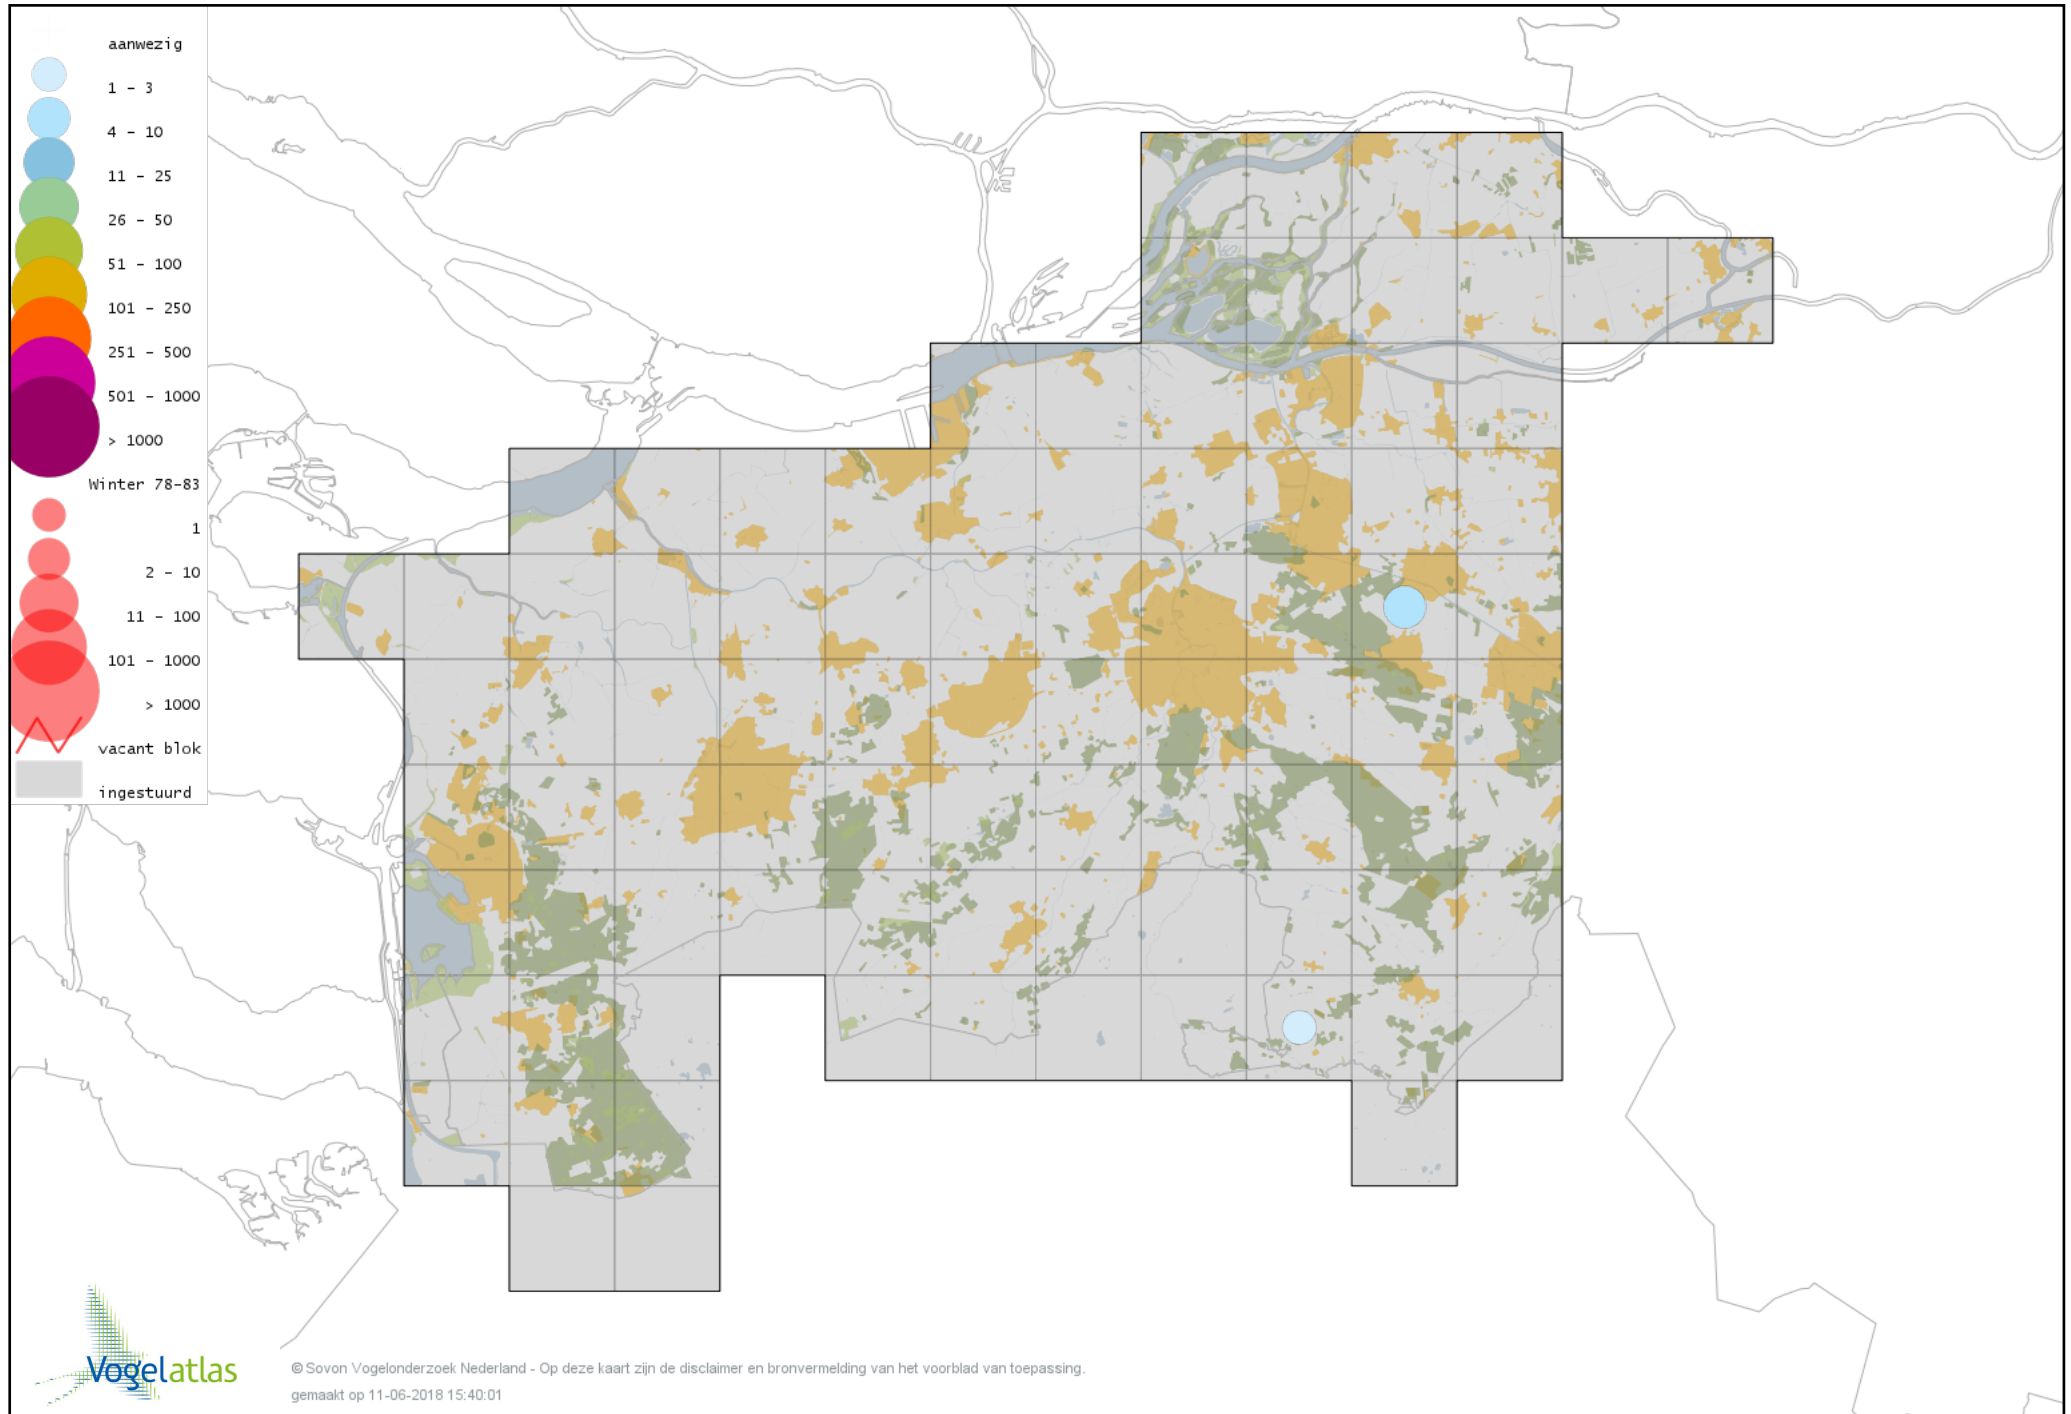 aanwezig
1 - 3
4 - 10
11 - 25
26 - 50
51 - 100
101 - 250
251 - 500
501 - 1000
> 1000
Winter 78-83
1
2 - 10
11 - 100
101 - 1000
> 1000
vacant blok
ingestuurd
Vogelatlas
© Sovon Vogelonderzoek Nederland - Op deze kaart zijn de disclaimer en bronvermelding van het voorblad van toepassing.
gemaakt op 11-06-2018 15:40:01